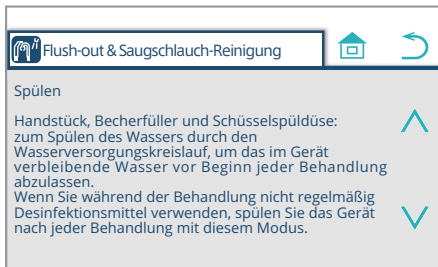 Flush-out & Saugschlauch-Reinigung
Spülen
Handstück, Becherfüller und Schüsselspüldüse:
zum Spülen des Wassers durch den
Wasserversorgungskreislauf, um das im Gerät
verbleibende Wasser vor Beginn jeder Behandlung
abzulassen.
Wenn Sie während der Behandlung nicht regelmäßig
Desinfektionsmittel verwenden, spülen Sie das Gerät
nach jeder Behandlung mit diesem Modus.